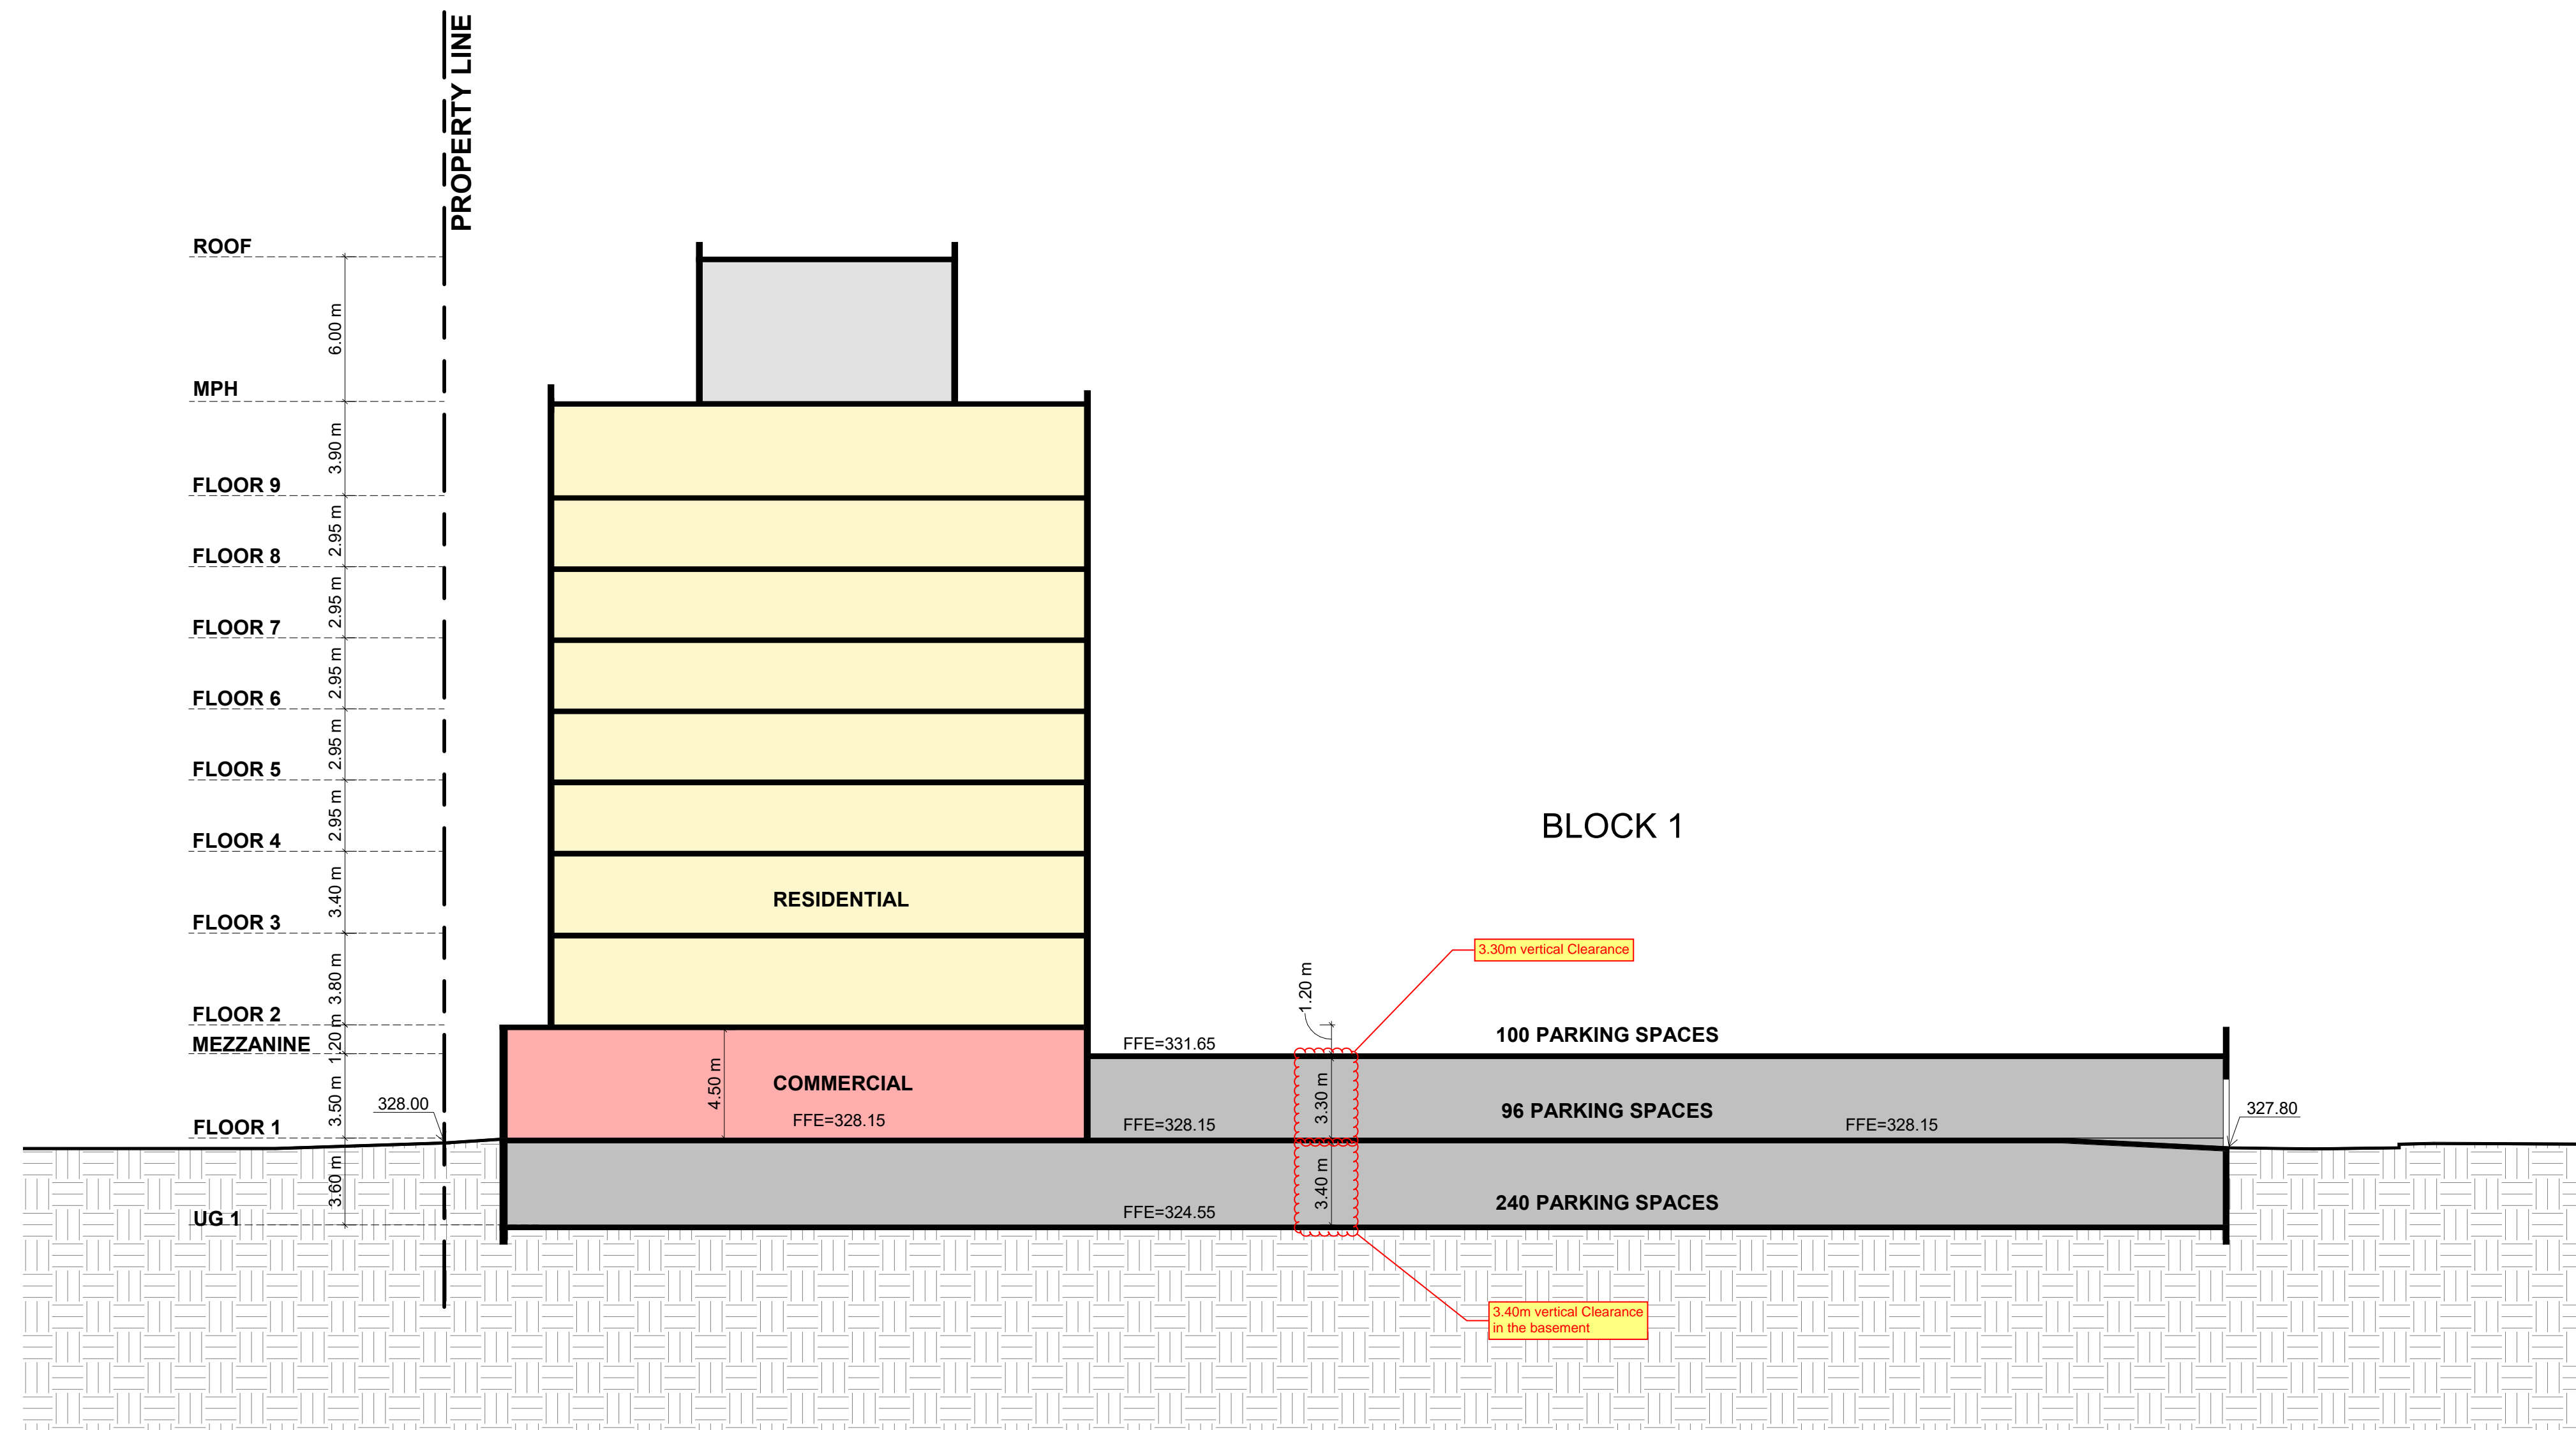 PROPERTY LINE
ROOF
6.00 m
MPH
3.90 m
FLOOR 9
2.95 m
FLOOR 8
2.95 m
FLOOR 7
2.95 m
FLOOR 6
2.95 m
FLOOR 5
2.95 m
FLOOR 4
3.40 m
FLOOR 3
3.80 m
FLOOR 2
1.20 m
MEZZANINE
3.50 m
328.00
FLOOR 1
3.60 m
UG 1
RESIDENTIAL
4.50 m
COMMERCIAL
FFE=328.15
BLOCK 1
3.30m vertical Clearance
1.20 m
100 PARKING SPACES
FFE=331.65
3.30 m
96 PARKING SPACES
FFE=328.15
FFE=328.15
327.80
3.40 m
240 PARKING SPACES
FFE=324.55
3.40m vertical Clearance
in the basement